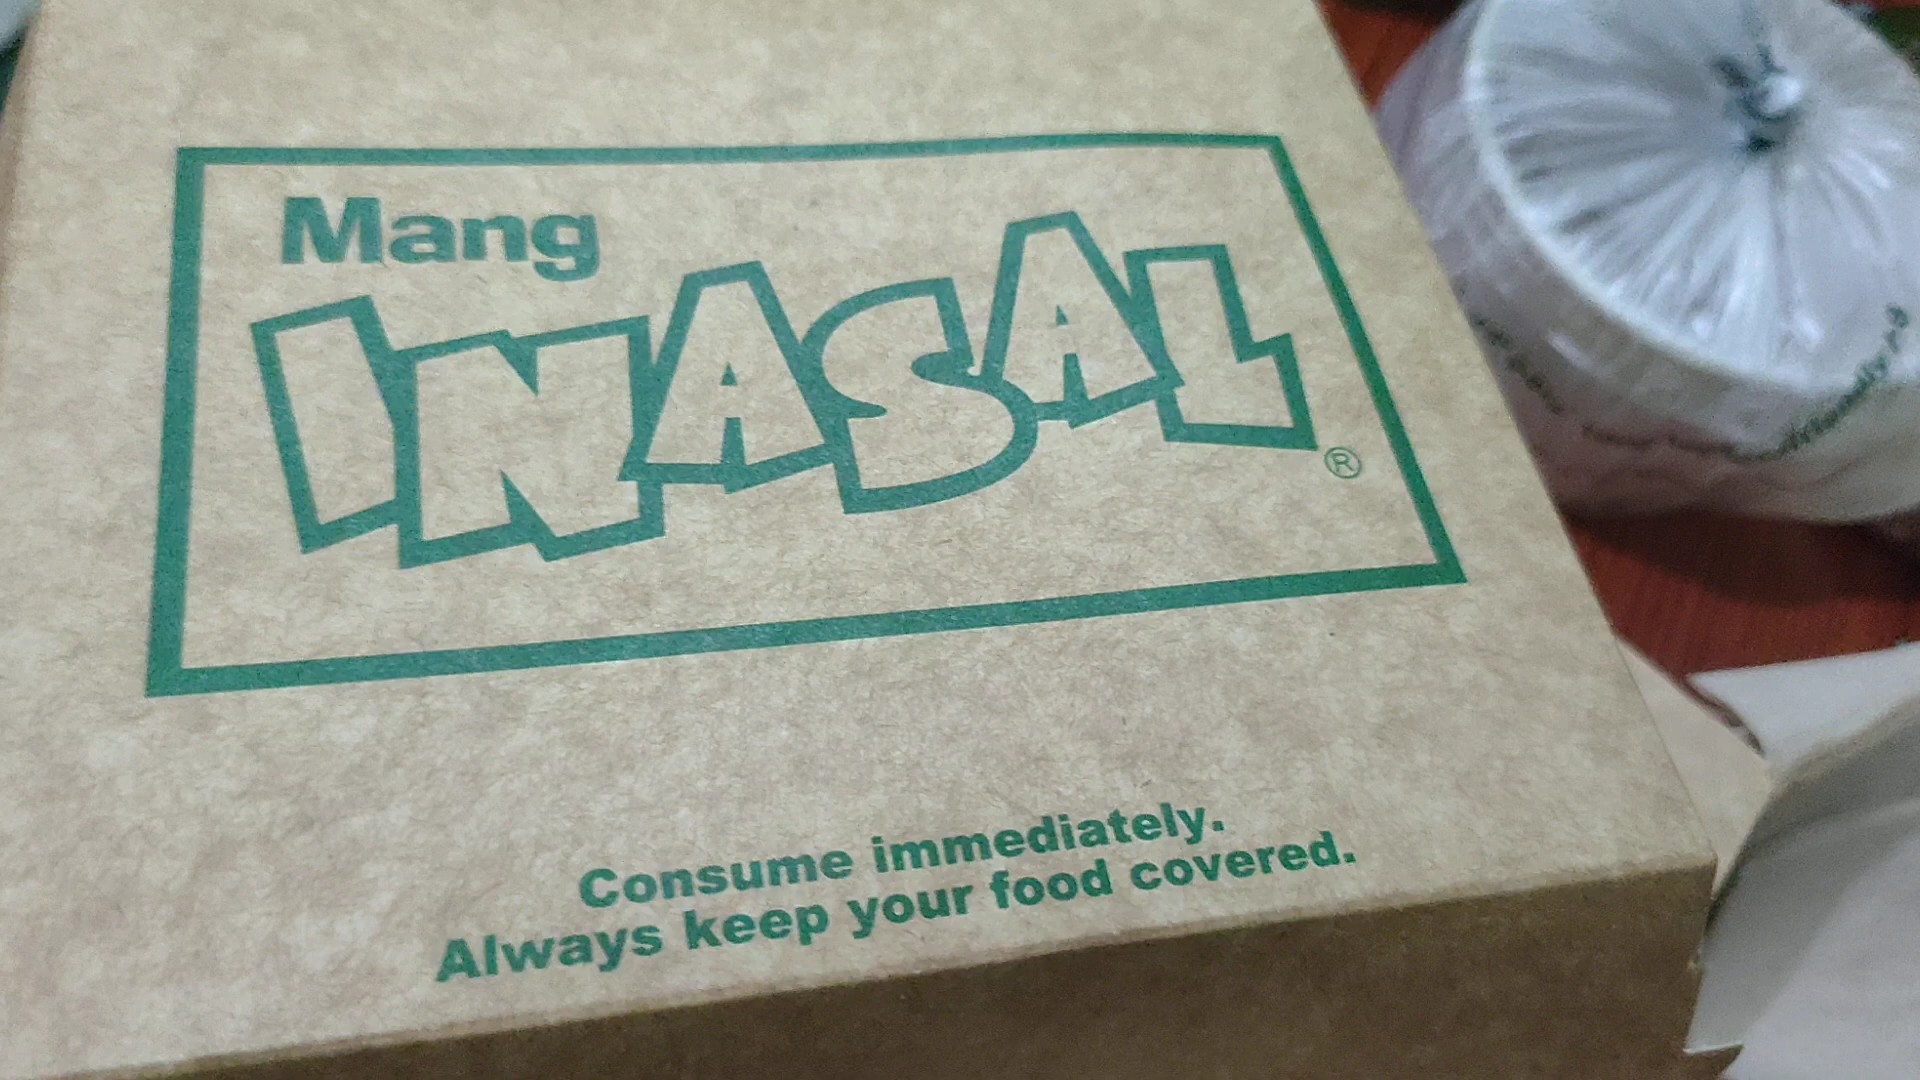 Mang
INASAL
®
Consume immediately.
Always keep your food covered.